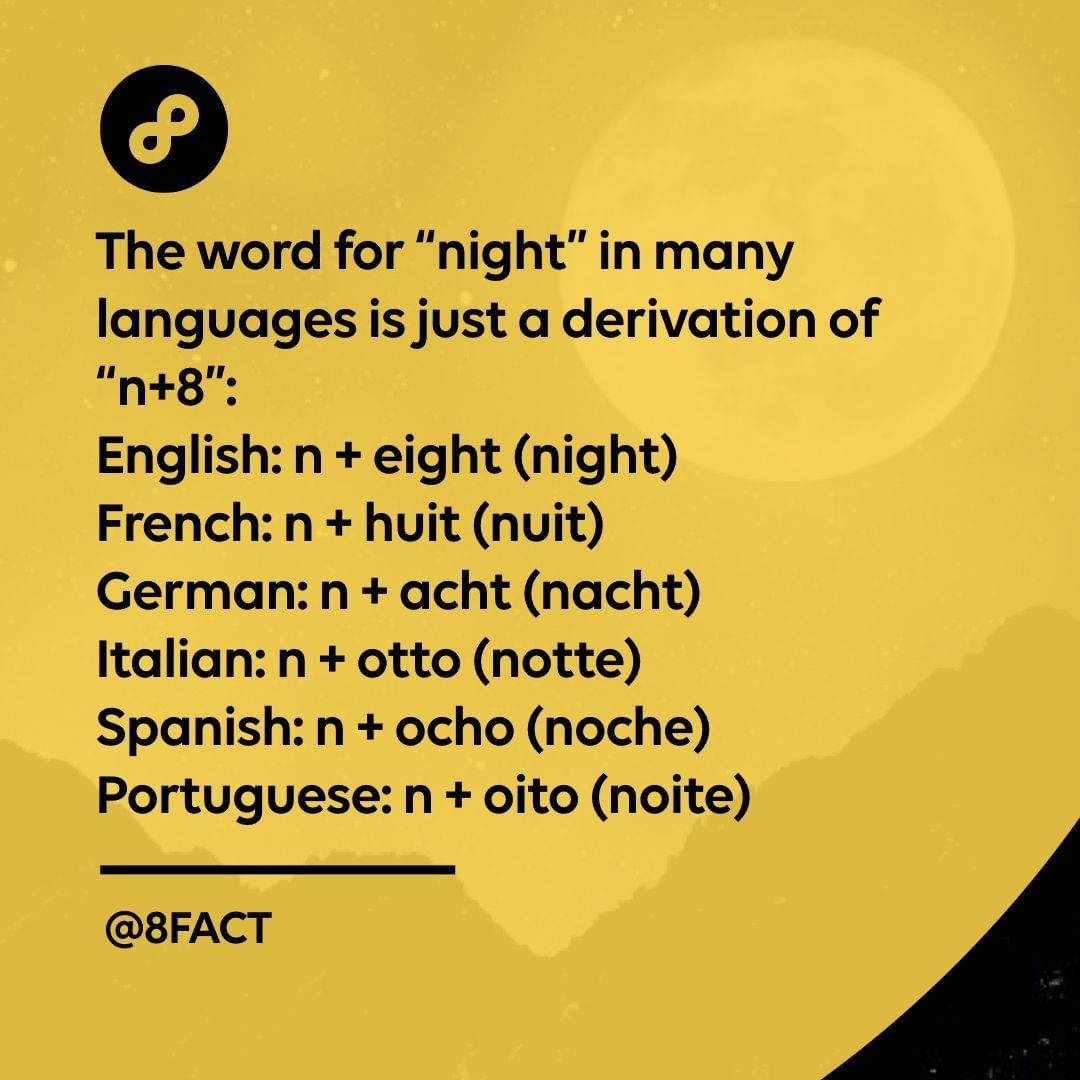 The word for “night” in many
languages is just a derivation of
“n+8”:
English: n + eight (night)
French: n + huit (nuit)
German: n + acht (nacht)
Italian: n + otto (notte)
Spanish: n + ocho (noche)
Portuguese: n + oito (noite)
@8FACT